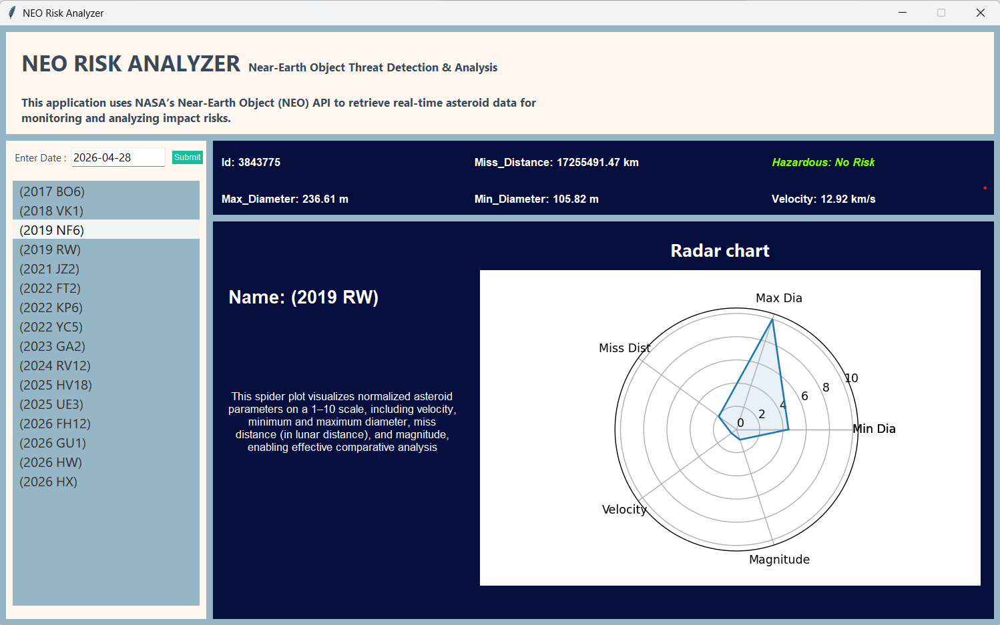 NEO Risk Analyzer
NEO RISK ANALYZER Near-Earth Object Threat Detection & Analysis
This application uses NASA’s Near-Earth Object (NEO) API to retrieve real-time asteroid data for
monitoring and analyzing impact risks.
Enter Date : 2026-04-28 Submit
(2017 BO6)
(2018 VK1)
(2019 NF6)
(2019 RW)
(2021 JZ2)
(2022 FT2)
(2022 KP6)
(2022 YC5)
(2023 GA2)
(2024 RV12)
(2025 HV18)
(2025 UE3)
(2026 FH12)
(2026 GU1)
(2026 HW)
(2026 HX)
Id: 3843775 Miss_Distance: 17255491.47 km Hazardous: No Risk
Max_Diameter: 236.61 m Min_Diameter: 105.82 m Velocity: 12.92 km/s
Name: (2019 RW)
This spider plot visualizes normalized asteroid
parameters on a 1–10 scale, including velocity,
minimum and maximum diameter, miss
distance (in lunar distance), and magnitude,
enabling effective comparative analysis
Radar chart
Max Dia
Miss Dist
10
8
6
4
2
0
Min Dia
Velocity
Magnitude